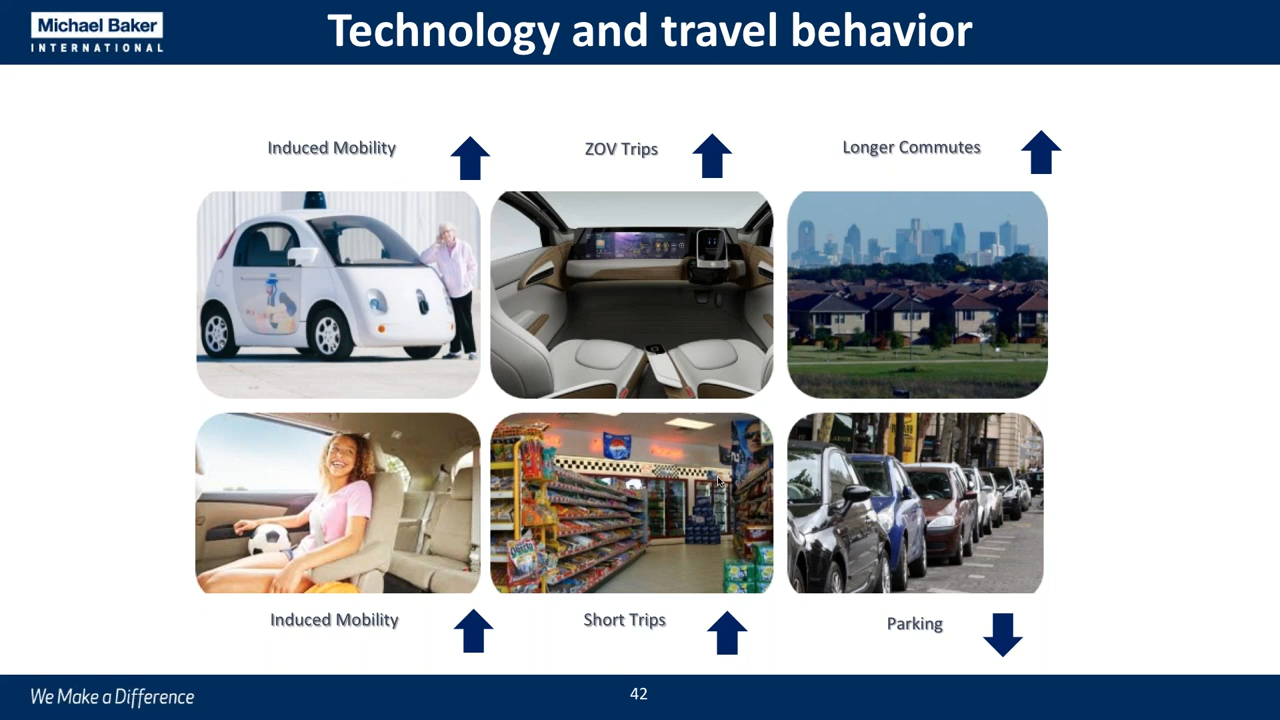 Michael Baker
INTERNATIONAL
Technology and travel behavior
Induced Mobility
ZOV Trips
Longer Commutes
Induced Mobility
Short Trips
Parking
We Make a Difference
42